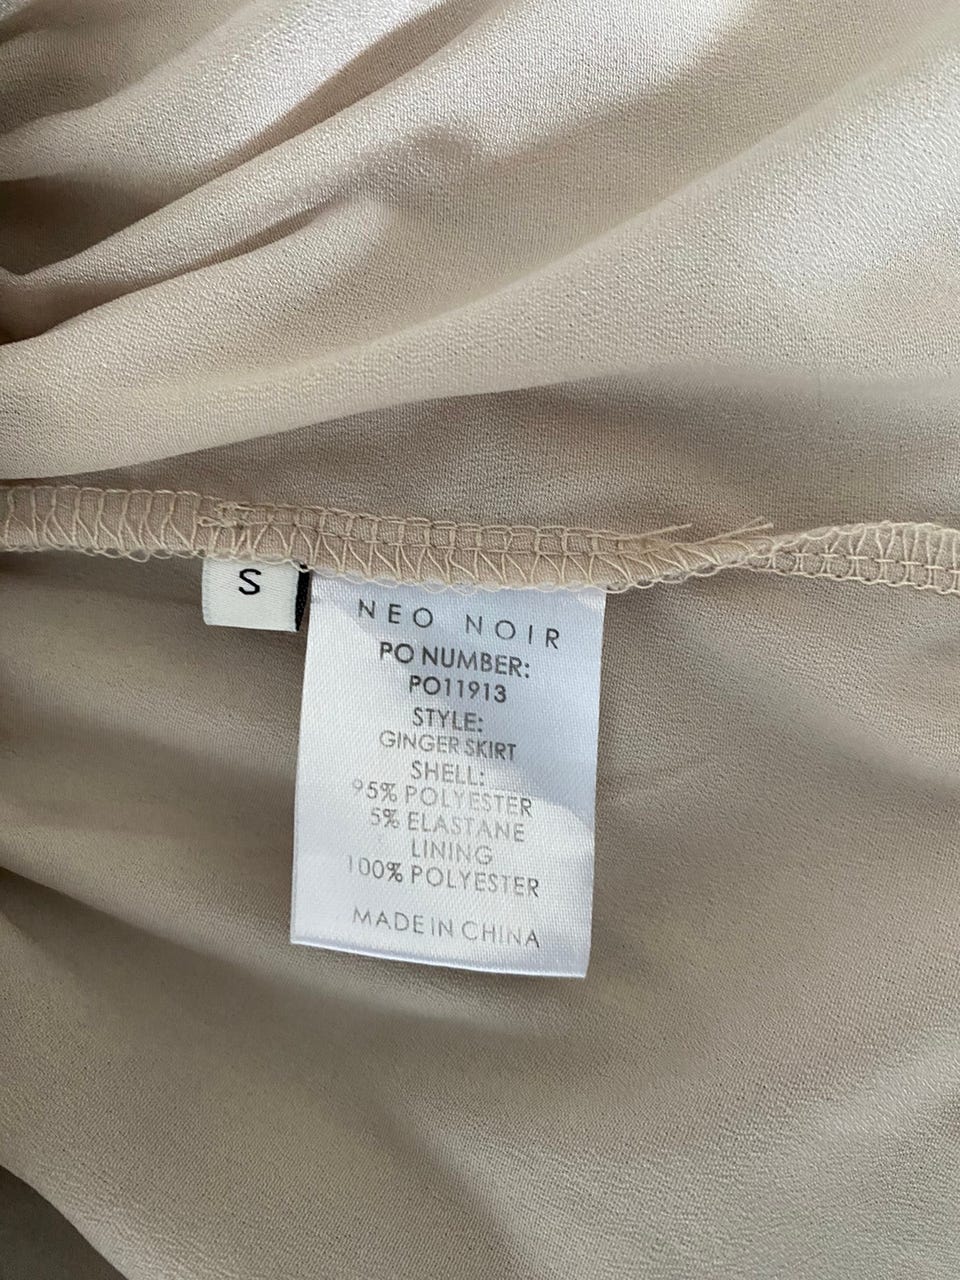 S
NEO NOIR
PO NUMBER:
PO11913
STYLE:
GINGER SKIRT
SHELL:
95% POLYESTER
5% ELASTANE
LINING
100% POLYESTER
MADE IN CHINA